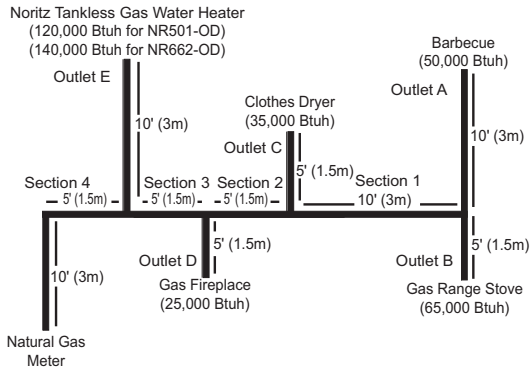 Noritz Tankless Gas Water Heater
(120,000 Btuh for NR501-OD)
(140,000 Btuh for NR662-OD)
Outlet E
10' (3m)
Barbecue
(50,000 Btuh)
Outlet A
10' (3m)
Clothes Dryer
(35,000 Btuh)
Outlet C
5' (1.5m)
Section 4
5' (1.5m)
Section 3
5' (1.5m)
Section 2
5' (1.5m)
Section 1
10' (3m)
10' (3m)
Natural Gas
Meter
Outlet D
5' (1.5m)
Gas Fireplace
(25,000 Btuh)
Outlet B
5' (1.5m)
Gas Range Stove
(65,000 Btuh)